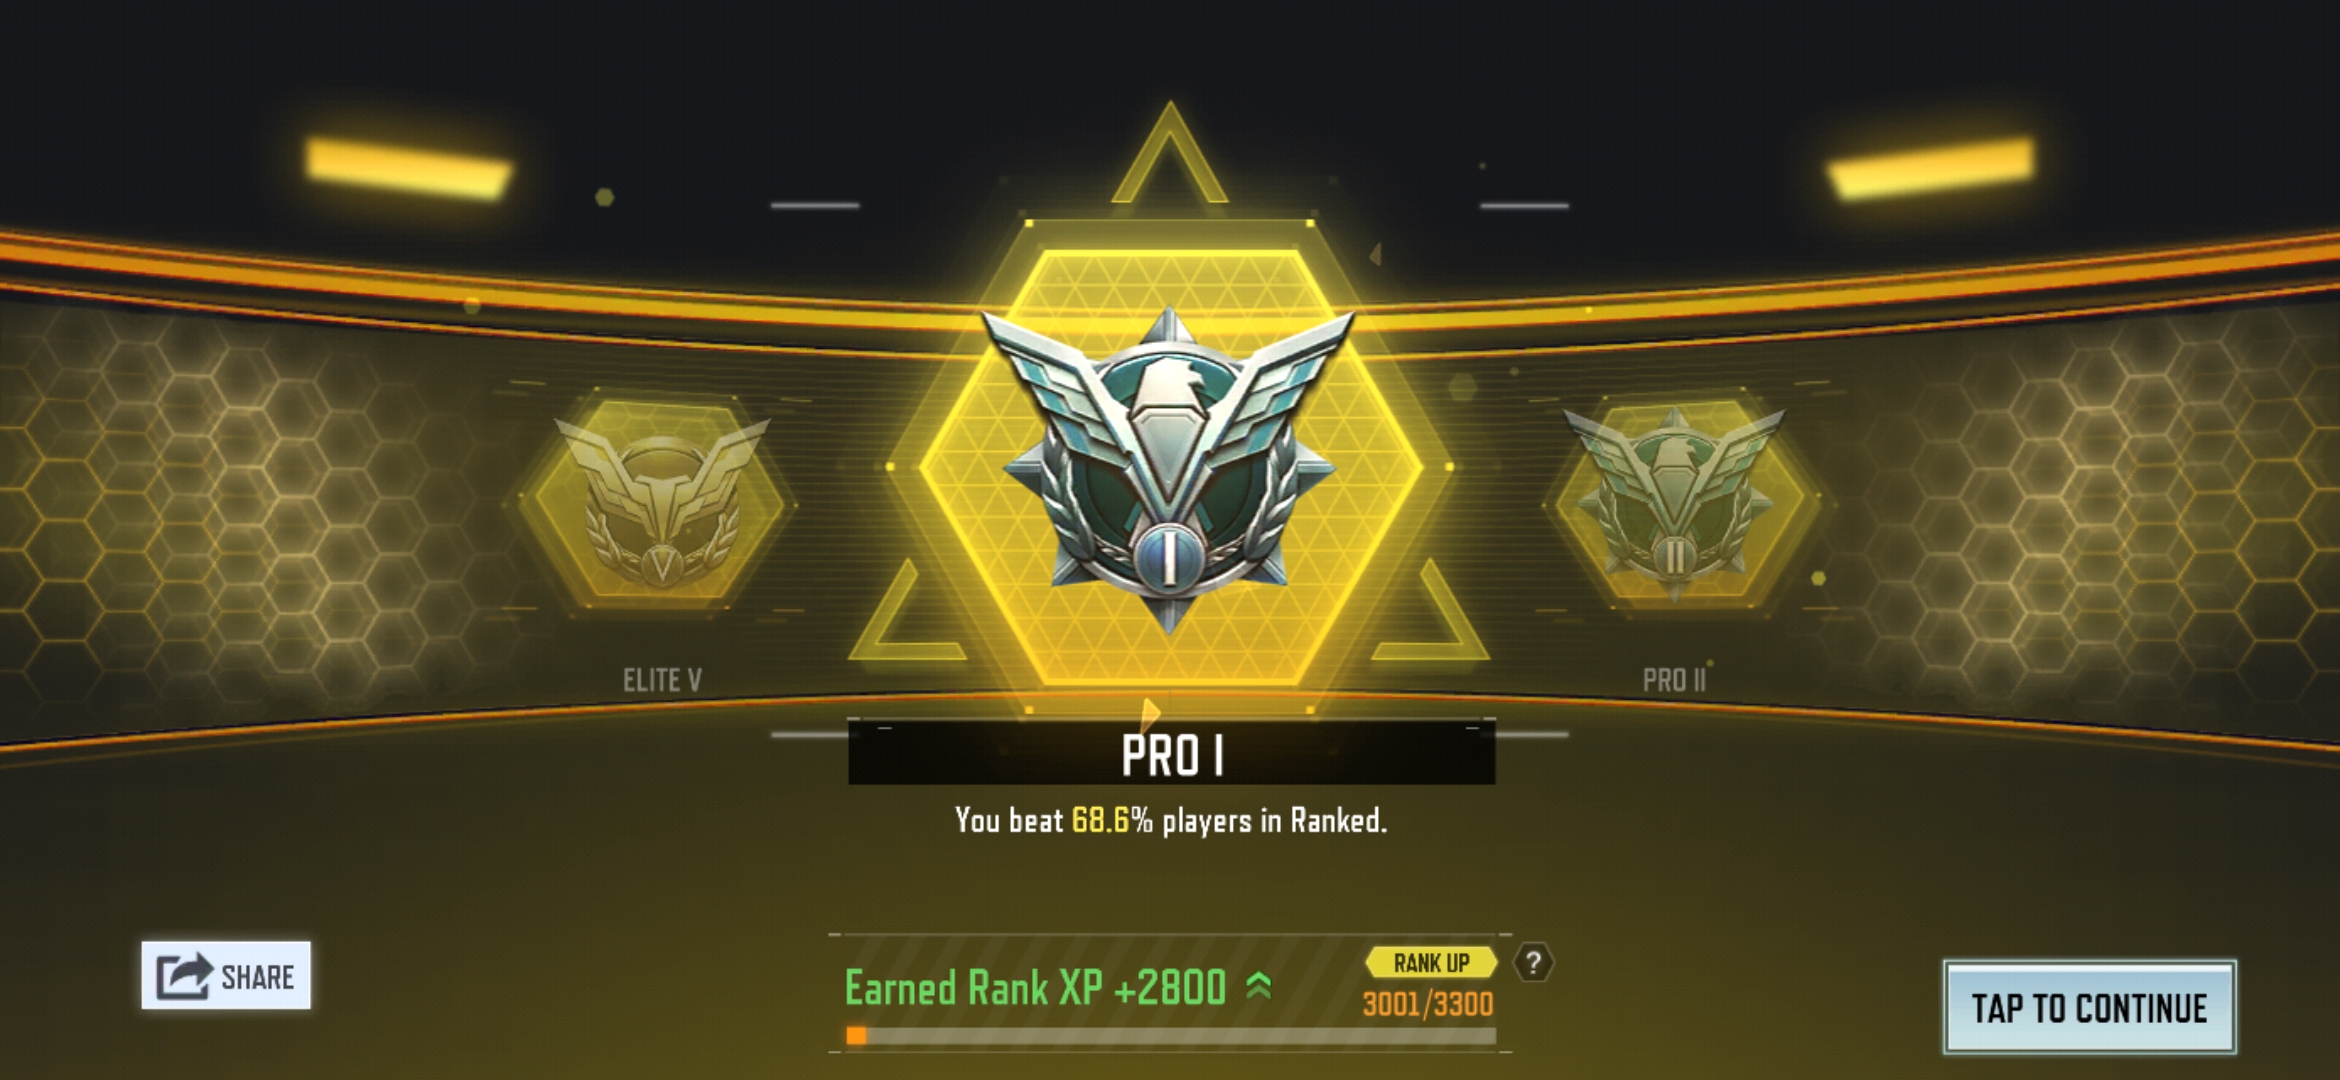 V
I
II
ELITE V
PRO II
PRO I
You beat 68.6% players in Ranked.
SHARE
Earned Rank XP +2800
RANK UP
?
3001/3300
TAP TO CONTINUE